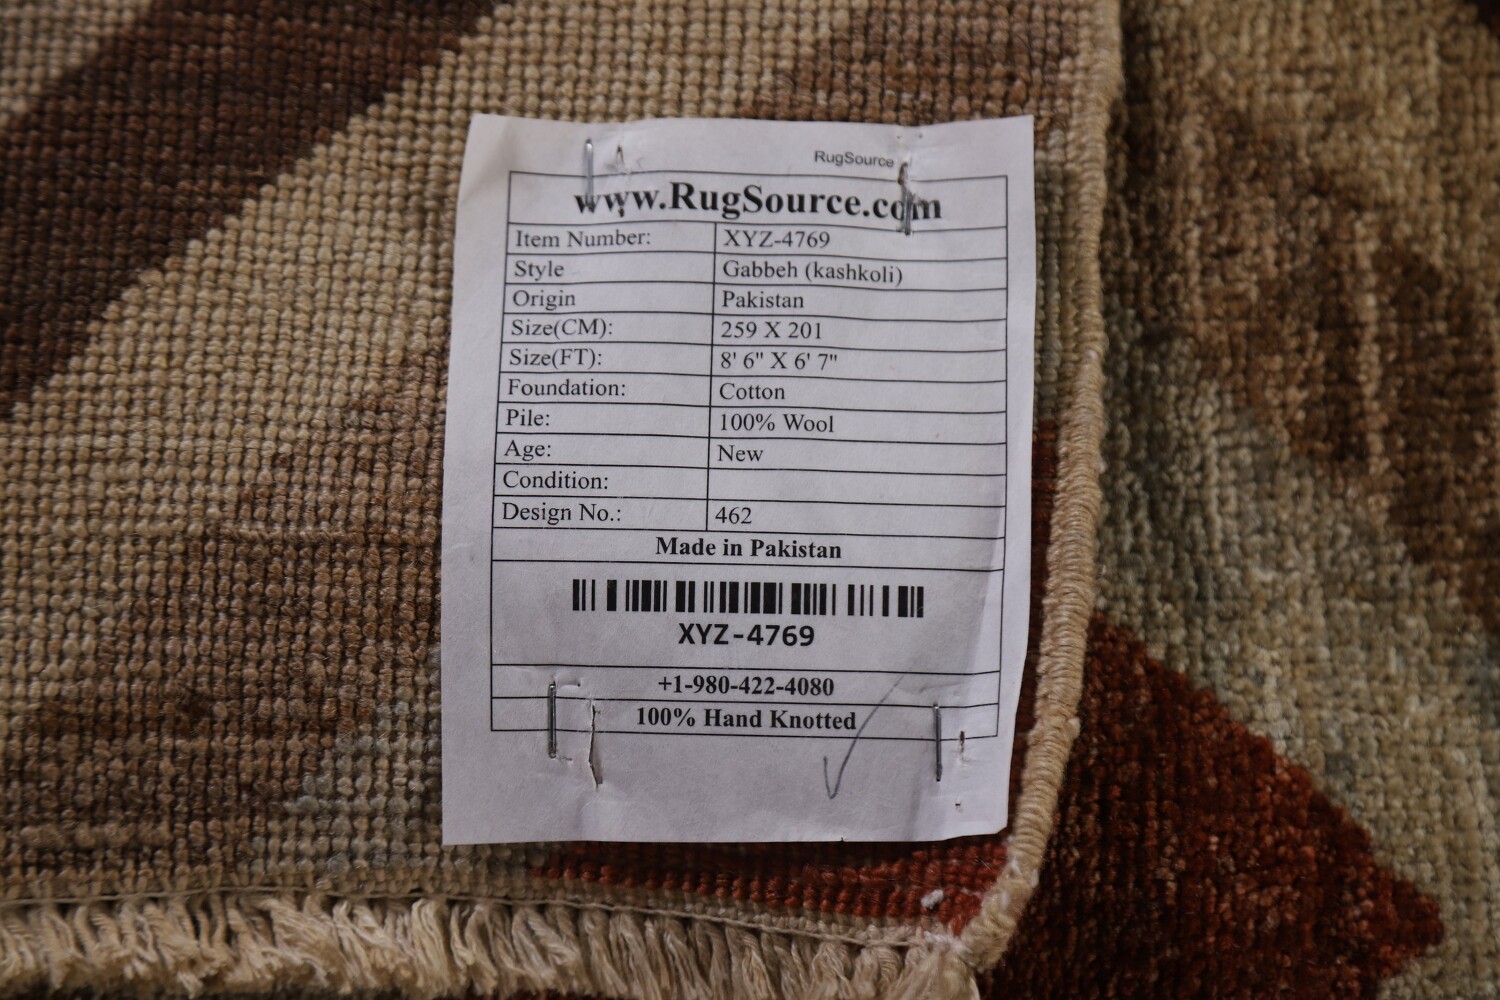 RugSource
www.RugSource.com
Item Number: XYZ-4769
Style Gabbeh (kashkoli)
Origin Pakistan
Size(CM): 259 X 201
Size(FT): 8' 6" X 6' 7"
Foundation: Cotton
Pile: 100% Wool
Age: New
Condition:
Design No.: 462
Made in Pakistan
XYZ-4769
+1-980-422-4080
100% Hand Knotted